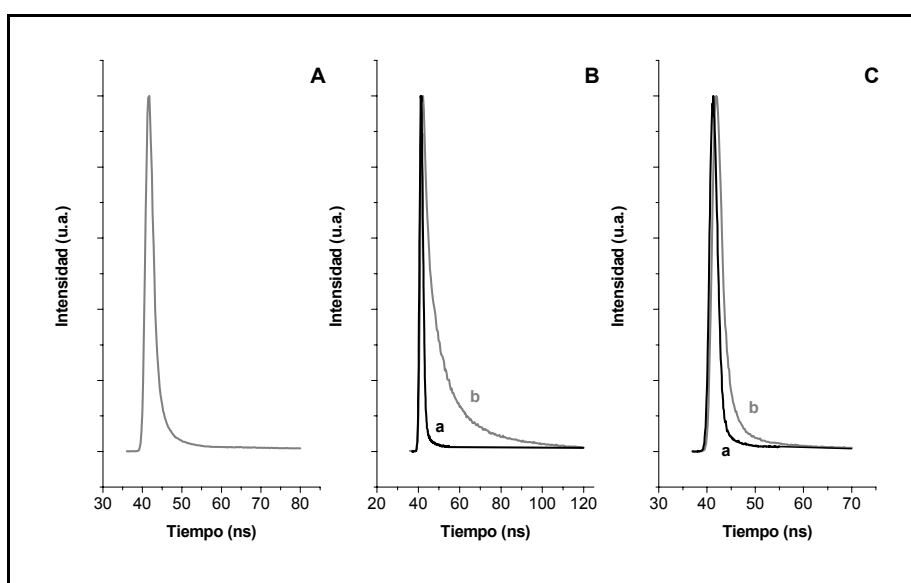 A
Intensidad (u.a.)
30 40 50 60 70 80
Tiempo (ns)
B
Intensidad (u.a.)
b
a
20 40 60 80 100 120
Tiempo (ns)
C
Intensidad (u.a.)
b
a
30 40 50 60 70
Tiempo (ns)